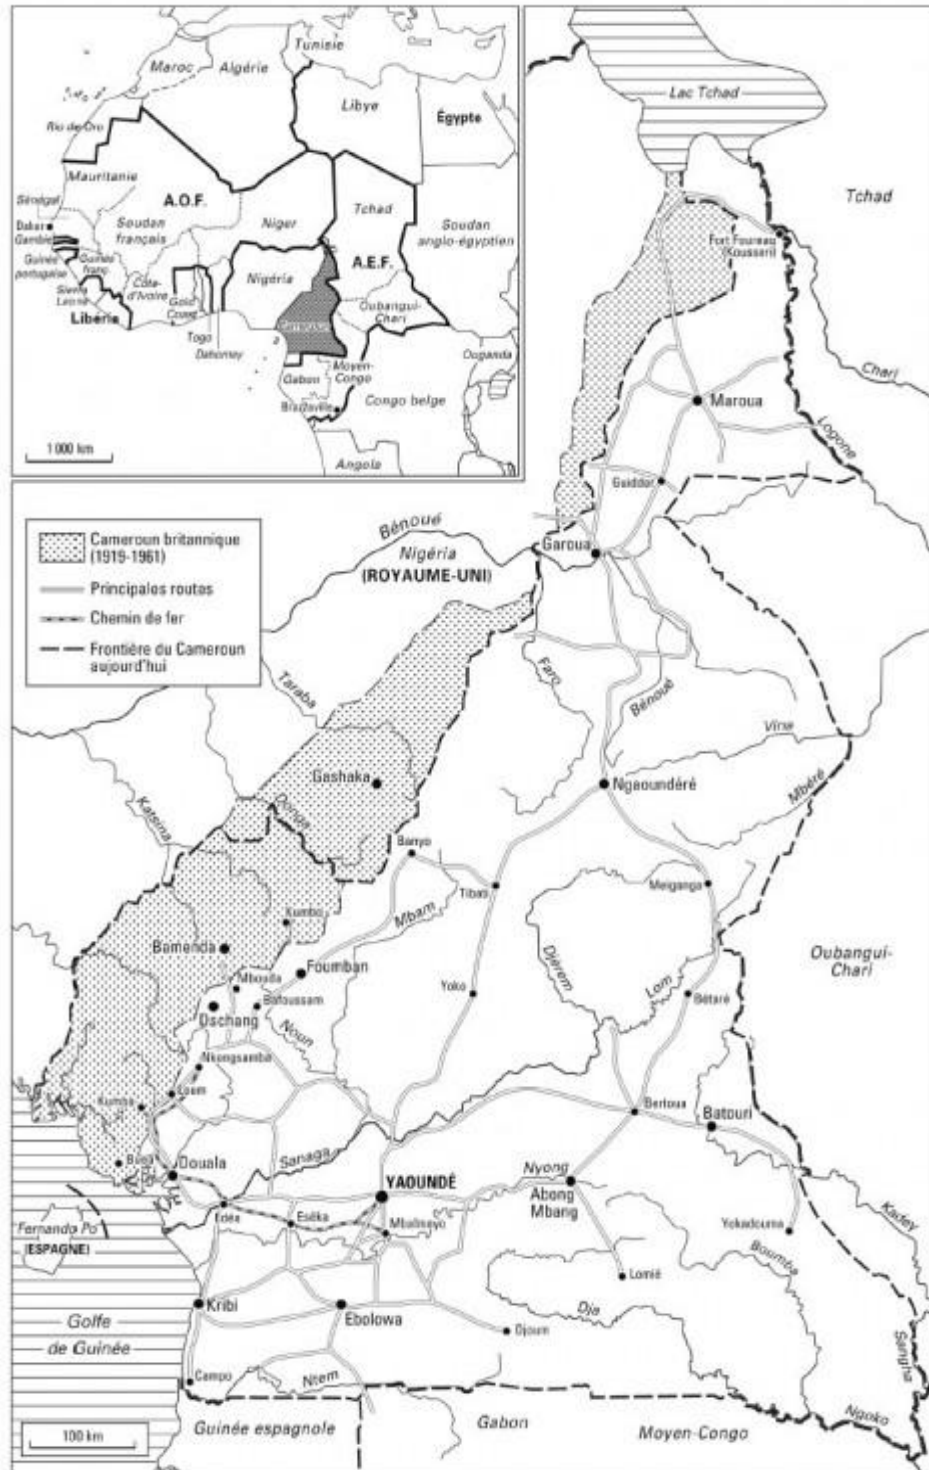 Tunisie
Maroc
Algérie
Libye
Égypte
Rio de Oro
Mauritanie
A.O.F.
Sénégal
Dakar
Gambie
Soudan
français
Niger
Tchad
Soudan
anglo-égyptien
Guinée
portugaise
Guinée
franç.
Sierra
Leone
Côte-
d'Ivoire
Gold
Coast
Nigéria
A.E.F.
Oubangui-
Chari
Libéria
Togo
Dahomey
Cameroun
Gabon
Moyen-
Congo
Ouganda
Brazzaville
Congo belge
Angola
1 000 km
Lac Tchad
Tchad
Fort Foureau
(Kousseri)
Chari
Maroua
Logone
Guider
Cameroun britannique
(1919-1961)
Principales routes
Chemin de fer
Frontière du Cameroun
aujourd'hui
Bénoué
Nigéria
(ROYAUME-UNI)
Garoua
Taraba
Faro
Bénoué
Vina
Gashaka
Ngaoundéré
Mbéré
Donga
Katsina
Banyo
Tibati
Meiganga
Kumbo
Mbam
Bamenda
Foumban
Djerem
Lom
Oubangui-
Chari
Mbouda
Bafoussam
Yoko
Bétaré
Dschang
Noun
Nkongsamba
Loum
Kumba
Bertoua
Batouri
Buea
Douala
Sanaga
YAOUNDÉ
Nyong
Abong
Mbang
Edéa
Eséka
Mbalmayo
Yokadouma
Kadey
Fernando Po
(ESPAGNE)
Boumba
Lomié
Kribi
Ebolowa
Dja
Djoum
Golfe
de Guinée
Campo
Ntem
Sangha
Ngoko
100 km
Guinée espagnole
Gabon
Moyen-Congo